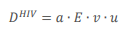 D^{HIV} = a · E · v · u